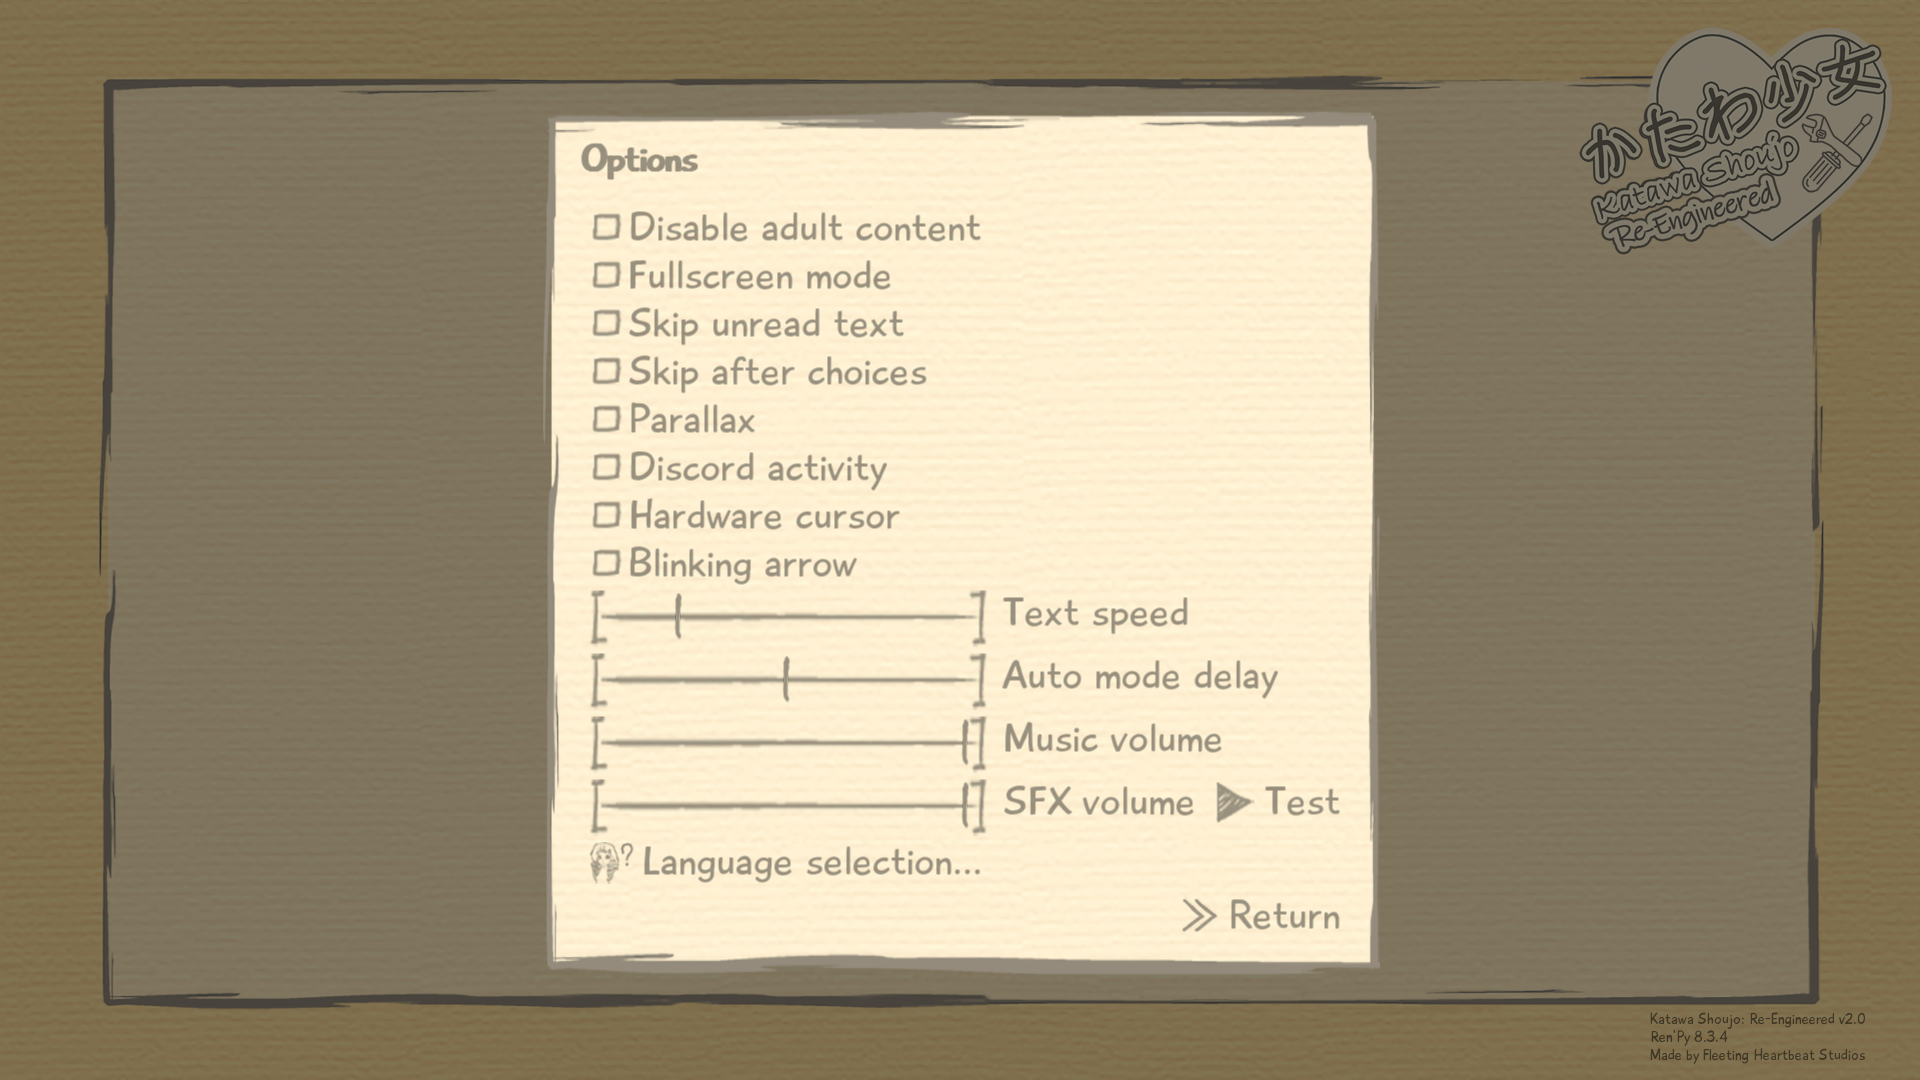 かたわ少女
Katawa Shoujo
Re-Engineered
Options
Disable adult content
Fullscreen mode
Skip unread text
Skip after choices
Parallax
Discord activity
Hardware cursor
Blinking arrow
Text speed
Auto mode delay
Music volume
SFX volume Test
? Language selection...
Return
Katawa Shoujo: Re-Engineered v2.0
Ren'Py 8.3.4
Made by Fleeting Heartbeat Studios